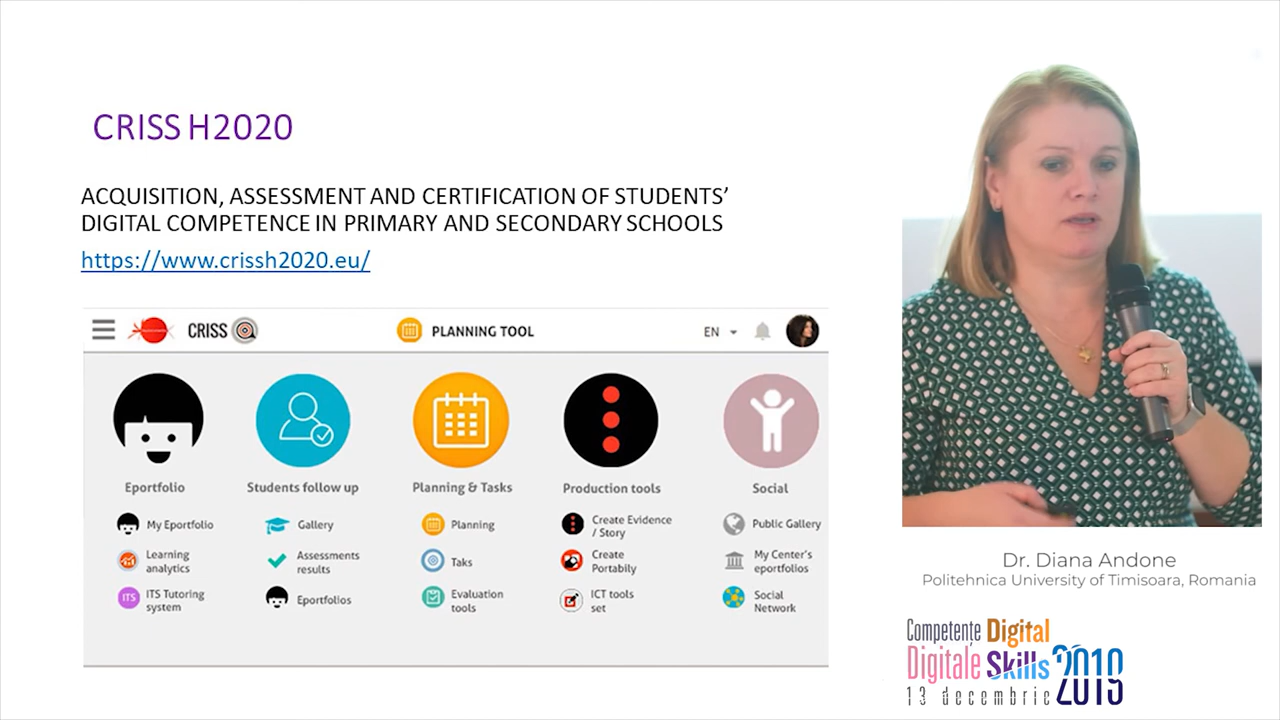 CRISS H2020
ACQUISITION, ASSESSMENT AND CERTIFICATION OF STUDENTS’
DIGITAL COMPETENCE IN PRIMARY AND SECONDARY SCHOOLS
https://www.crissh2020.eu/
CRISS
PLANNING TOOL
EN
Eportfolio
My Eportfolio
Learning
analytics
ITS
ITS Tutoring
system
Students follow up
Gallery
Assessments
results
Eportfolios
Planning & Tasks
Planning
Taks
Evaluation
tools
Production tools
Create Evidence
/ Story
Create
Portabily
ICT tools
set
Social
Public Gallery
My Center's
eportfolios
Social
Network
Dr. Diana Andone
Politehnica University of Timisoara, Romania
Competențe Digital
Digitale Skills 2019
13 decembrie